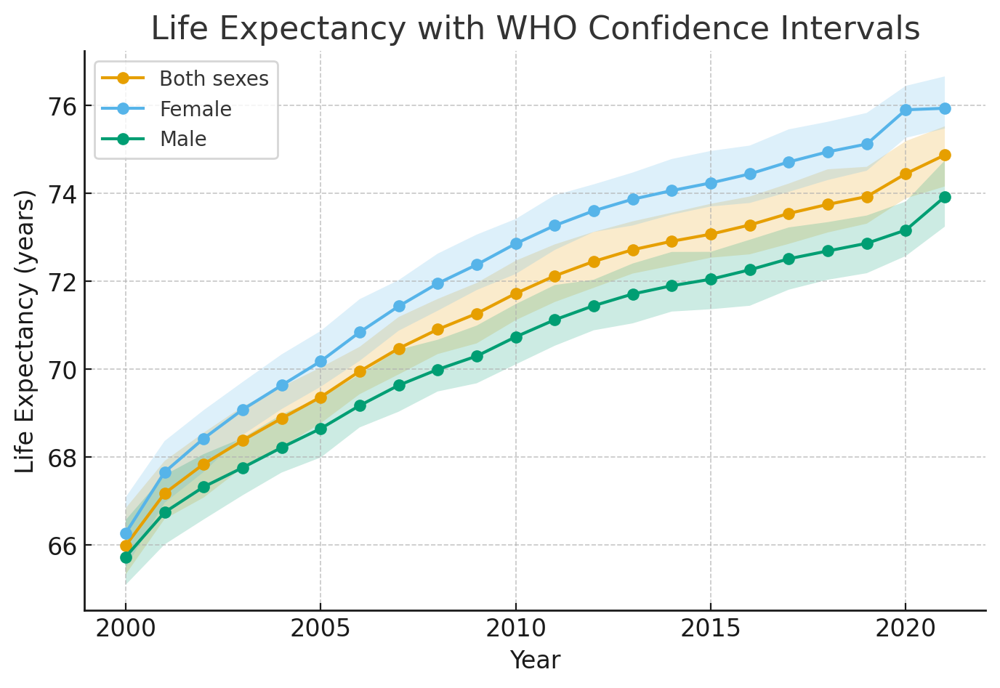 Life Expectancy with WHO Confidence Intervals
Both sexes
Female
Male
Life Expectancy (years)
76
74
72
70
68
66
2000 2005 2010 2015 2020
Year